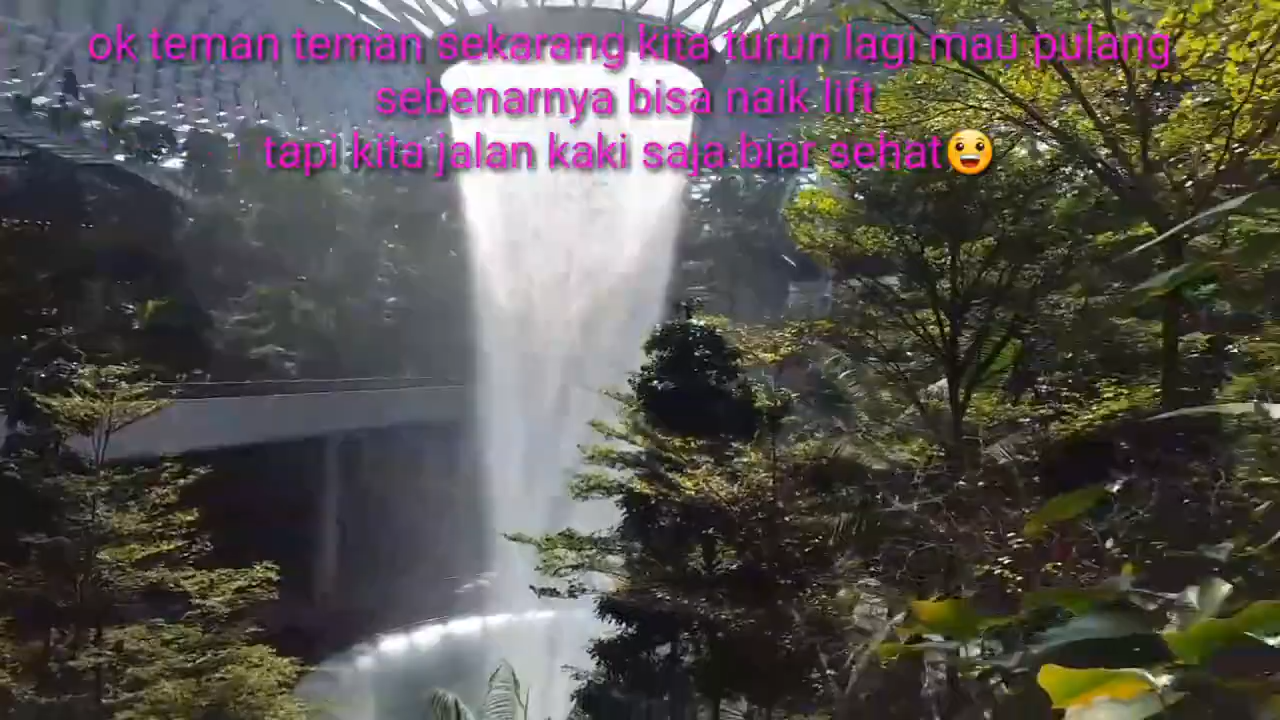 ok teman teman sekarang kita turun lagi mau pulang
sebenarnya bisa naik lift
tapi kita jalan kaki saja biar sehat😀